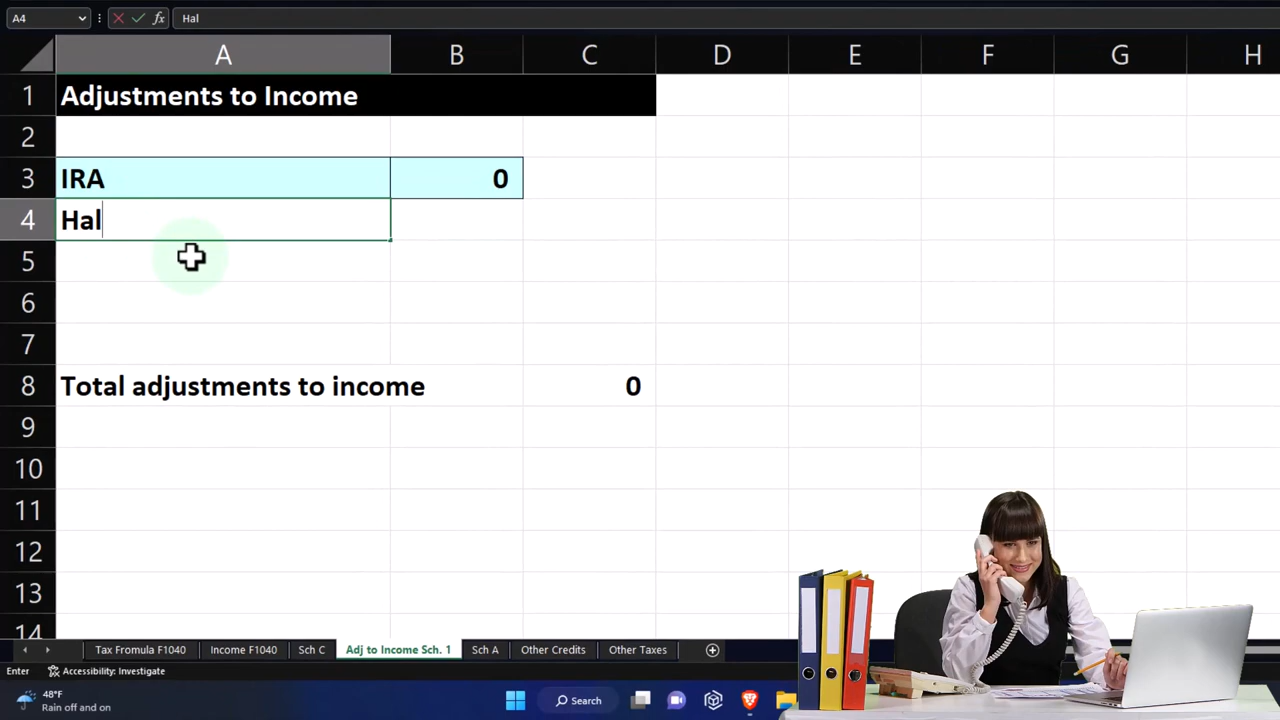 A4 fx Hal
A B C D E F G H
1 Adjustments to Income
2
3 IRA 0
4 Hal
5
6
7
8 Total adjustments to income 0
9
10
11
12
13
14
Tax Fromula F1040 Income F1040 Sch C Adj to Income Sch. 1 Sch A Other Credits Other Taxes
Enter Accessibility: Investigate
48°F
Rain off and on
Search